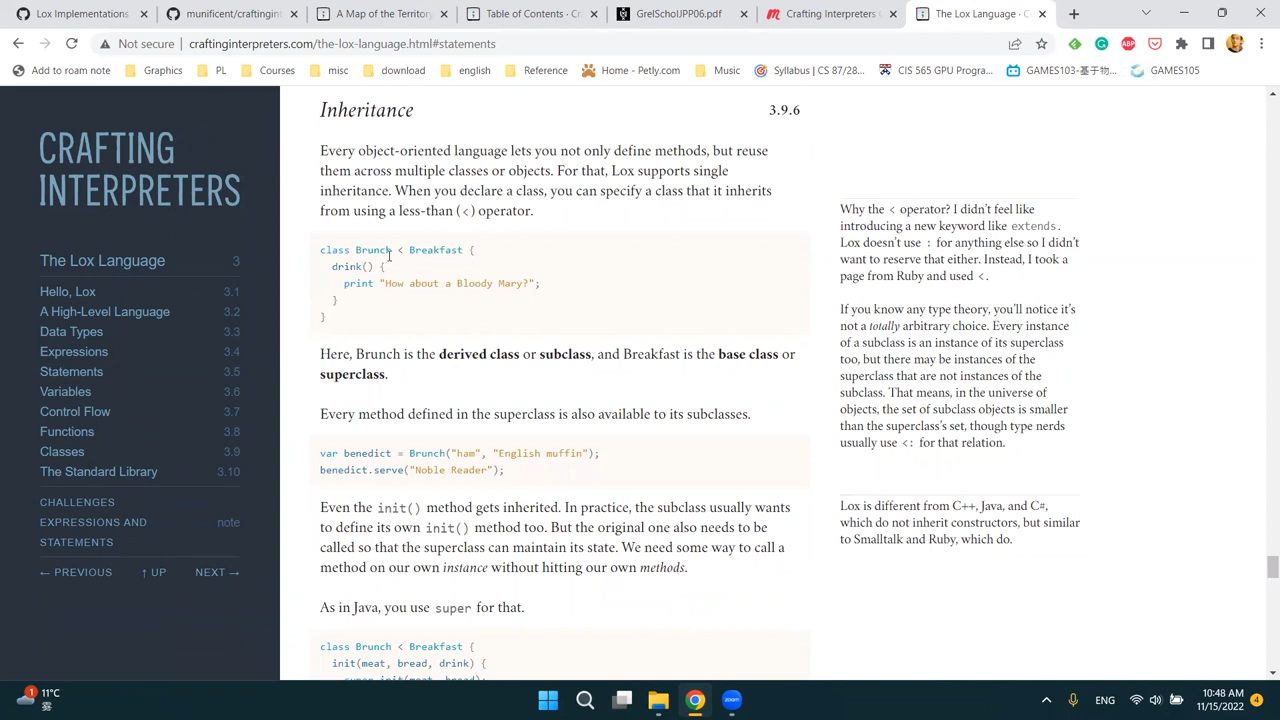 Lox Implementations
munificent/craftingint
A Map of the Territory
Table of Contents · Cr
GrelScholJPP06.pdf
Crafting Interpreters C
The Lox Language · C
Not secure
craftinginterpreters.com/the-lox-language.html#statements
Add to roam note
Graphics
PL
Courses
misc
download
english
Reference
Home - Petly.com
Music
Syllabus | CS 87/28...
CIS 565 GPU Progra...
GAMES103-基于物...
GAMES105
CRAFTING
INTERPRETERS
The Lox Language 3
Hello, Lox 3.1
A High-Level Language 3.2
Data Types 3.3
Expressions 3.4
Statements 3.5
Variables 3.6
Control Flow 3.7
Functions 3.8
Classes 3.9
The Standard Library 3.10
CHALLENGES
EXPRESSIONS AND note
STATEMENTS
← PREVIOUS ↑ UP NEXT →
Inheritance 3.9.6
Every object-oriented language lets you not only define methods, but reuse
them across multiple classes or objects. For that, Lox supports single
inheritance. When you declare a class, you can specify a class that it inherits
from using a less-than (<) operator.
class Brunch < Breakfast {
drink() {
print "How about a Bloody Mary?";
}
}
Here, Brunch is the derived class or subclass, and Breakfast is the base class or
superclass.
Every method defined in the superclass is also available to its subclasses.
var benedict = Brunch("ham", "English muffin");
benedict.serve("Noble Reader");
Even the init() method gets inherited. In practice, the subclass usually wants
to define its own init() method too. But the original one also needs to be
called so that the superclass can maintain its state. We need some way to call a
method on our own instance without hitting our own methods.
As in Java, you use super for that.
class Brunch < Breakfast {
init(meat, bread, drink) {
super.init(meat, bread);
Why the < operator? I didn't feel like
introducing a new keyword like extends.
Lox doesn't use : for anything else so I didn't
want to reserve that either. Instead, I took a
page from Ruby and used <.
If you know any type theory, you'll notice it's
not a totally arbitrary choice. Every instance
of a subclass is an instance of its superclass
too, but there may be instances of the
superclass that are not instances of the
subclass. That means, in the universe of
objects, the set of subclass objects is smaller
than the superclass's set, though type nerds
usually use <: for that relation.
Lox is different from C++, Java, and C#,
which do not inherit constructors, but similar
to Smalltalk and Ruby, which do.
1
11°C
雾
zoom
ENG
10:48 AM
11/15/2022
4